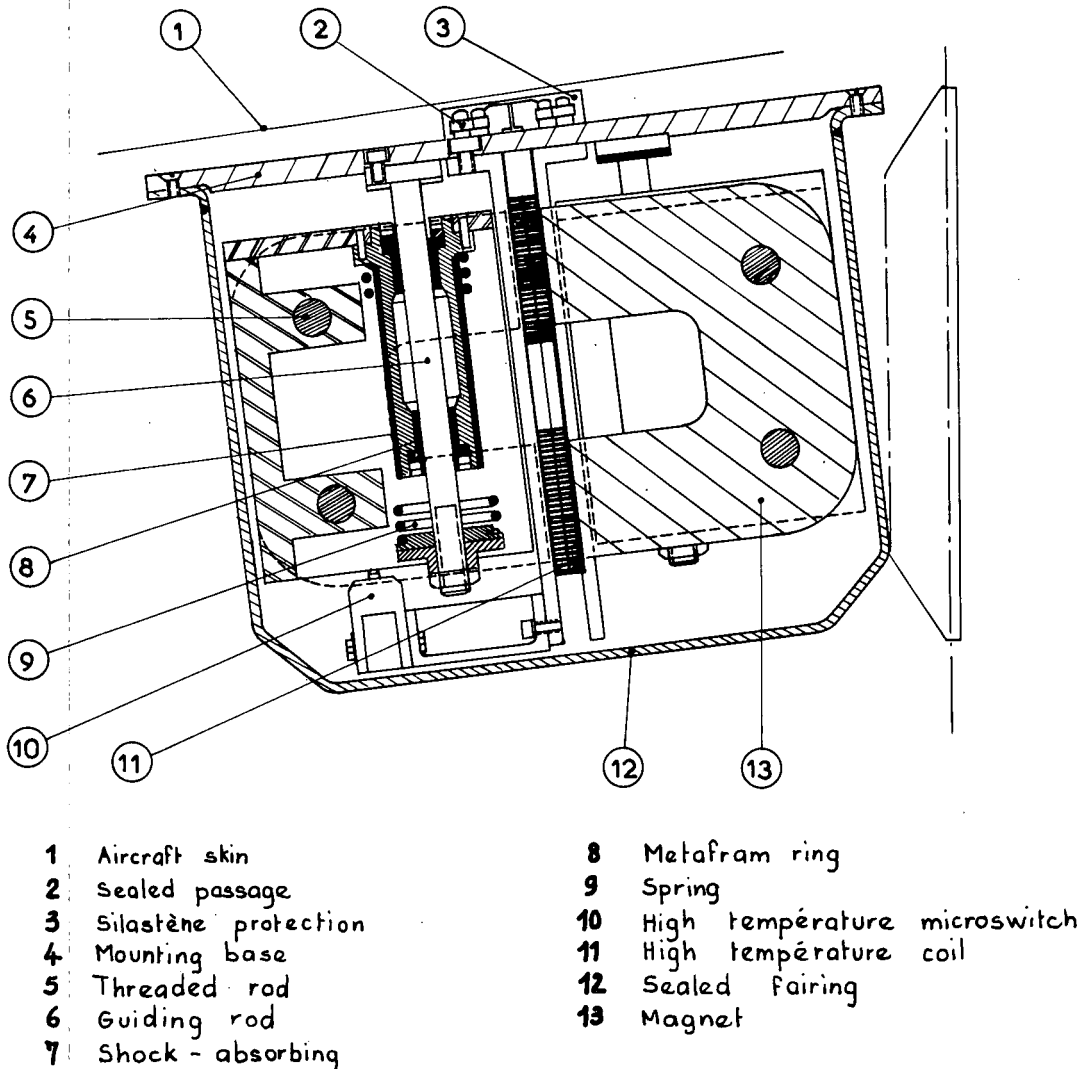 1 2 3
4
5
6
7
8
9
10
11 12 13
1 Aircraft skin
2 Sealed passage
3 Silastène protection
4 Mounting base
5 Threaded rod
6 Guiding rod
7 Shock - absorbing
8 Metafram ring
9 Spring
10 High température microswitch
11 High température coil
12 Sealed fairing
13 Magnet